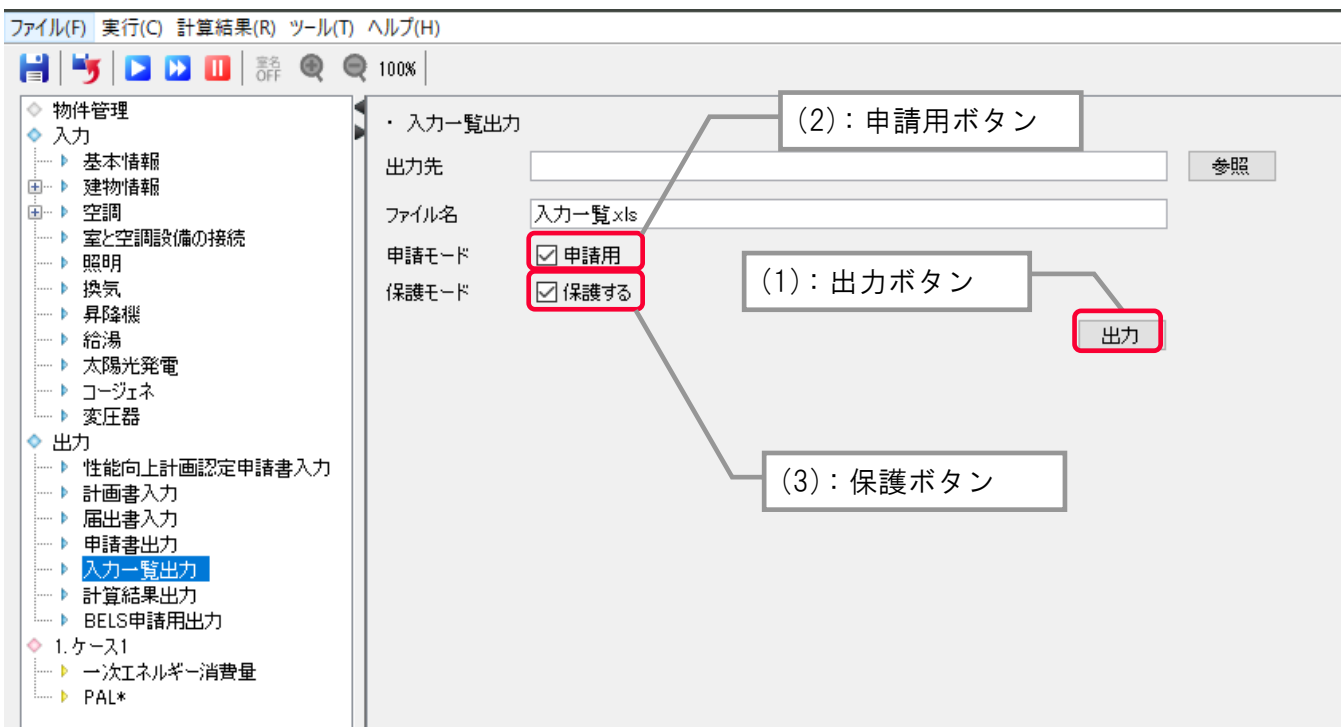 ファイル(F) 実行(C) 計算結果(R) ツール(T) ヘルプ(H)
室名 OFF 100%
物件管理
入力
基本情報
建物情報
空調
室と空調設備の接続
照明
換気
昇降機
給湯
太陽光発電
コージェネ
変圧器
出力
性能向上計画認定申請書入力
計画書入力
届出書入力
申請書出力
入力一覧出力
計算結果出力
BELS申請用出力
1.ケース1
一次エネルギー消費量
PAL*
・ 入力一覧出力
(2)：申請用ボタン
出力先 参照
ファイル名 入力一覧.xls
申請モード 申請用
保護モード 保護する
(1)：出力ボタン
出力
(3)：保護ボタン